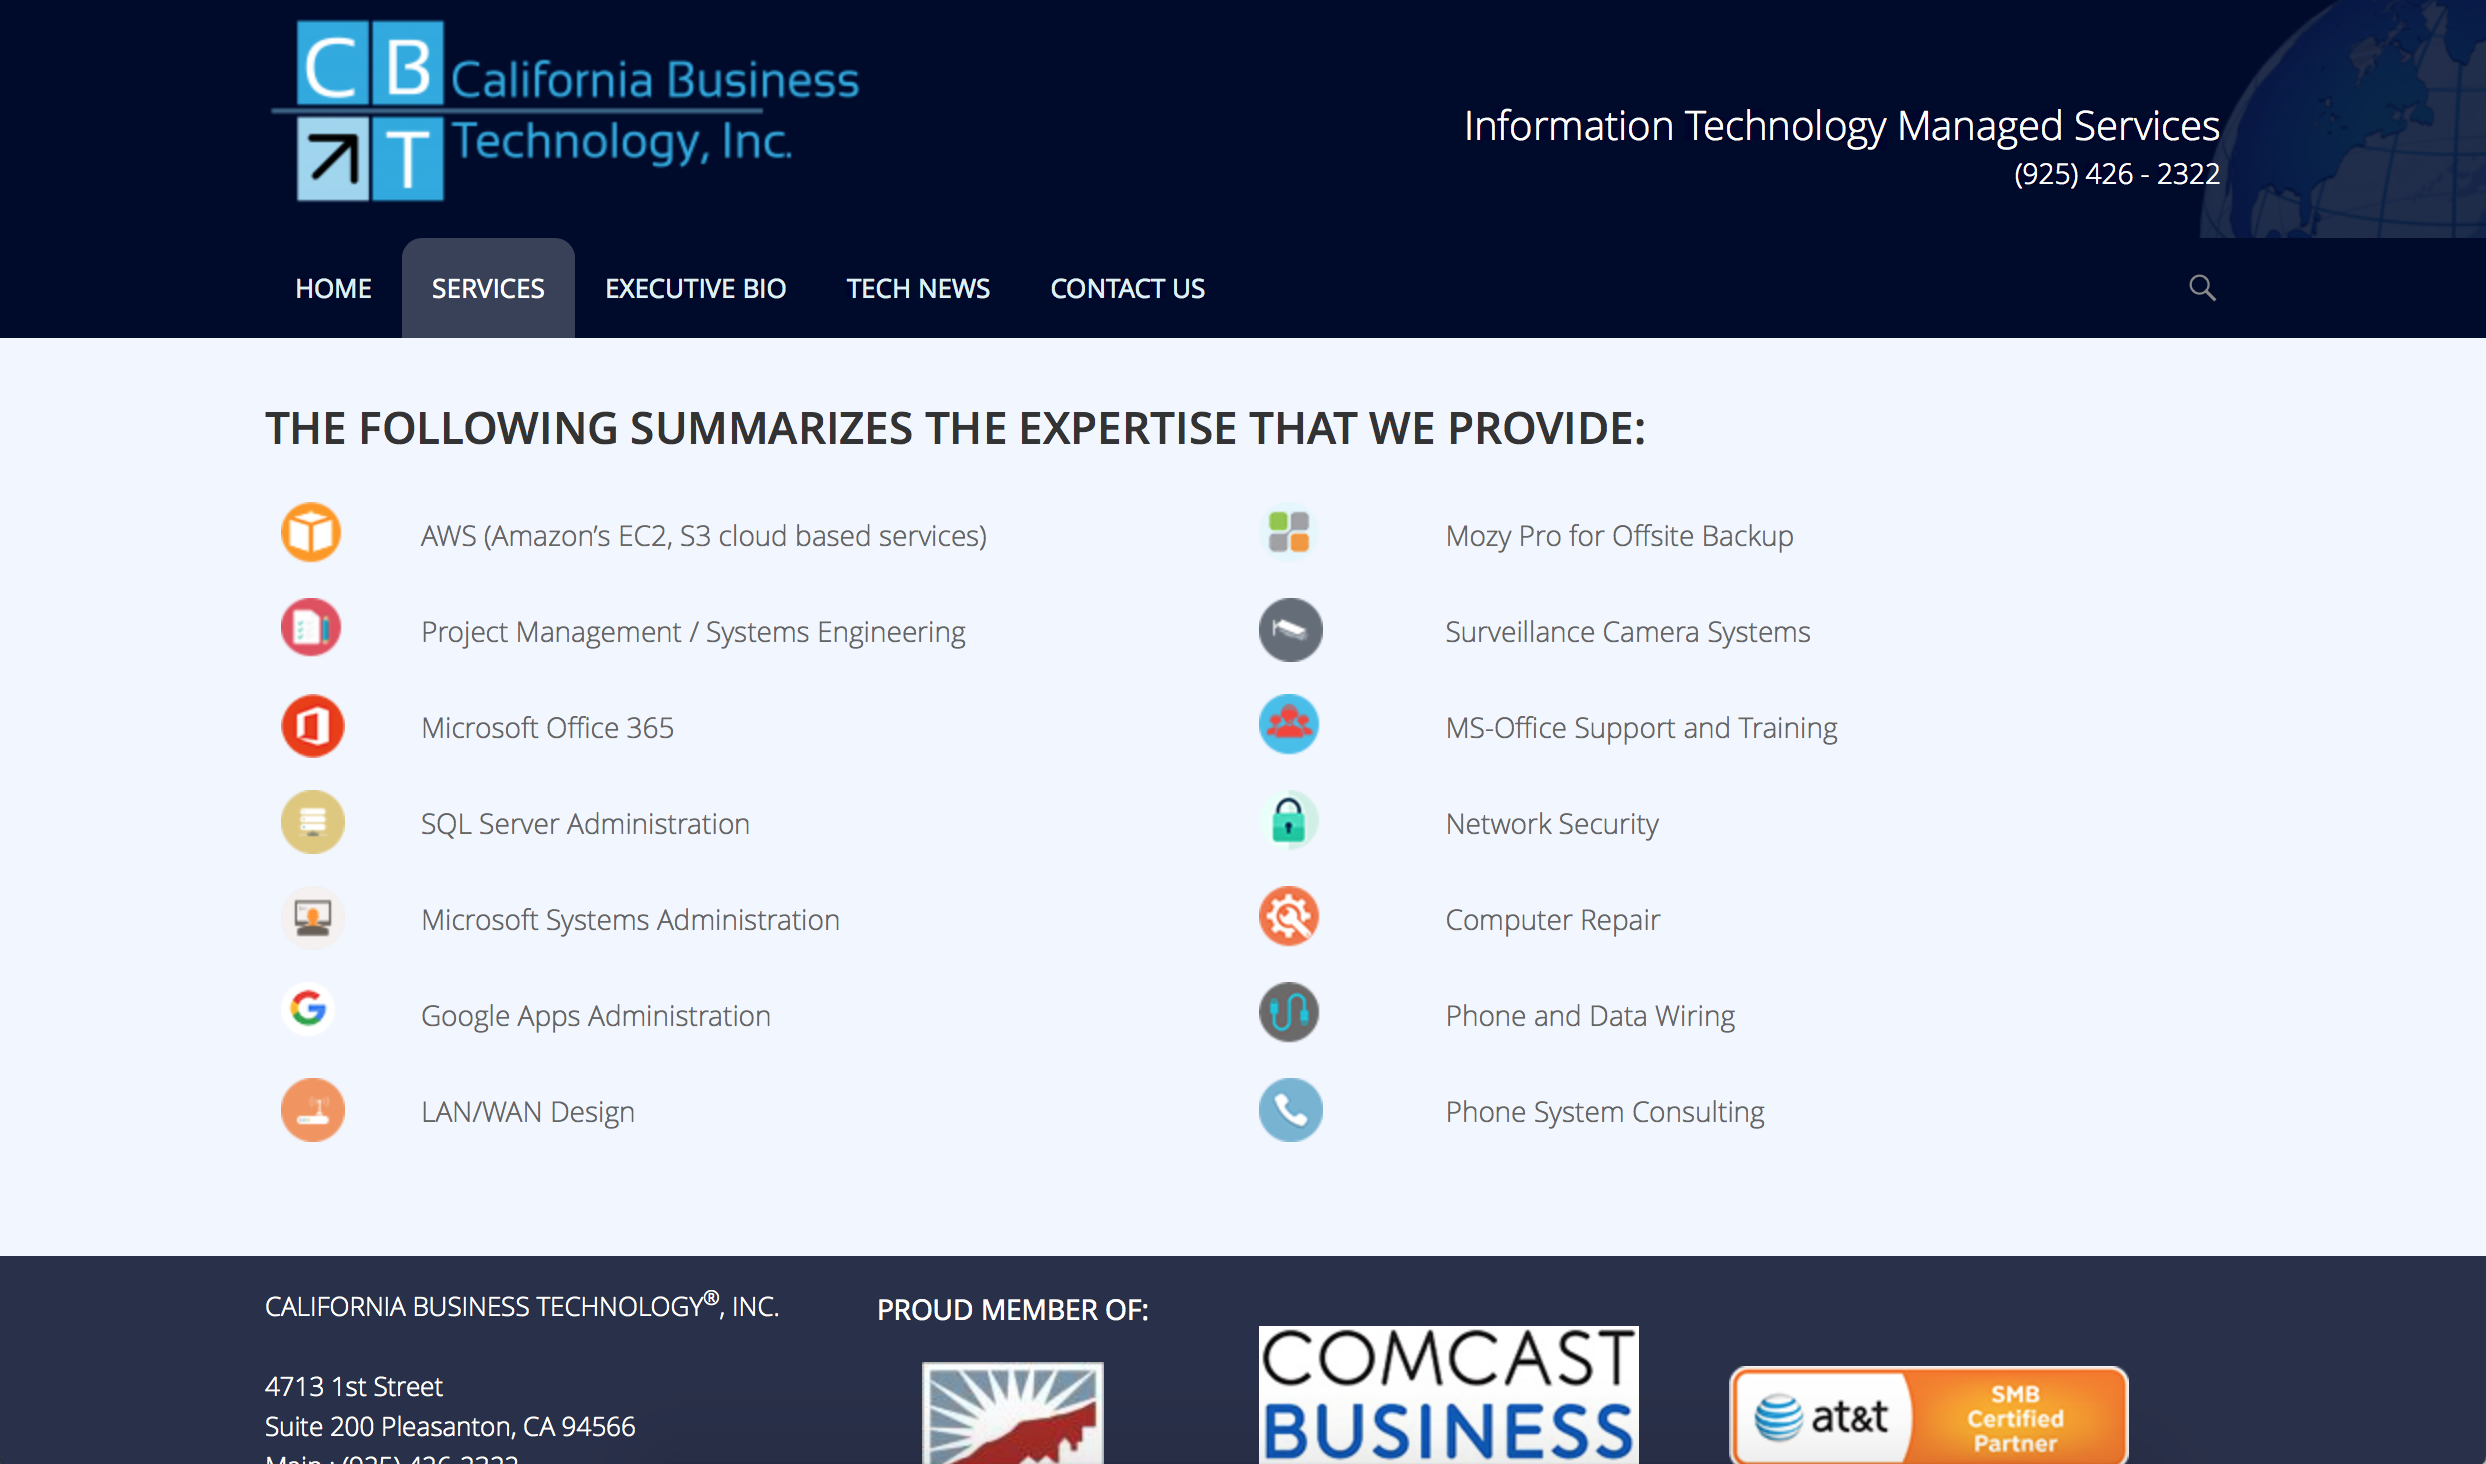 C B
T
California Business
Technology, Inc.
Information Technology Managed Services
(925) 426 - 2322
HOME SERVICES EXECUTIVE BIO TECH NEWS CONTACT US
THE FOLLOWING SUMMARIZES THE EXPERTISE THAT WE PROVIDE:
AWS (Amazon’s EC2, S3 cloud based services)
Project Management / Systems Engineering
Microsoft Office 365
SQL Server Administration
Microsoft Systems Administration
Google Apps Administration
LAN/WAN Design
Mozy Pro for Offsite Backup
Surveillance Camera Systems
MS-Office Support and Training
Network Security
Computer Repair
Phone and Data Wiring
Phone System Consulting
CALIFORNIA BUSINESS TECHNOLOGY®, INC.
4713 1st Street
Suite 200 Pleasanton, CA 94566
Main : (925) 426-2322
PROUD MEMBER OF:
COMCAST
BUSINESS
at&t
SMB
Certified
Partner